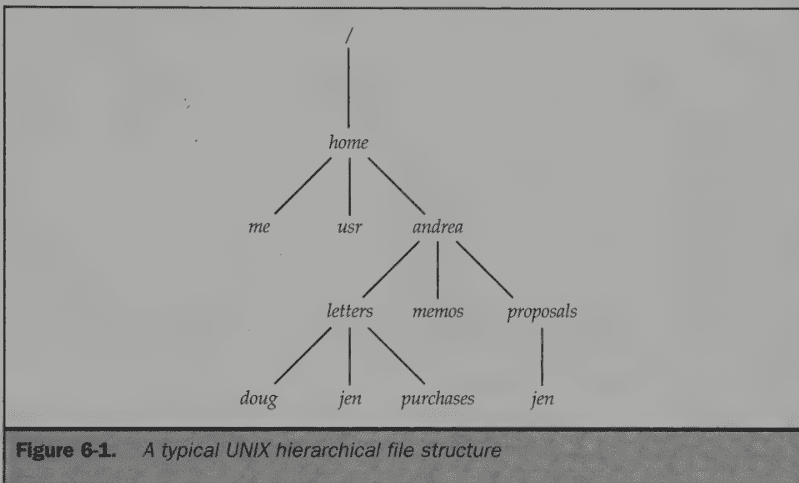 /
home
me usr andrea
letters memos proposals
doug jen purchases jen
Figure 6-1. A typical UNIX hierarchical file structure